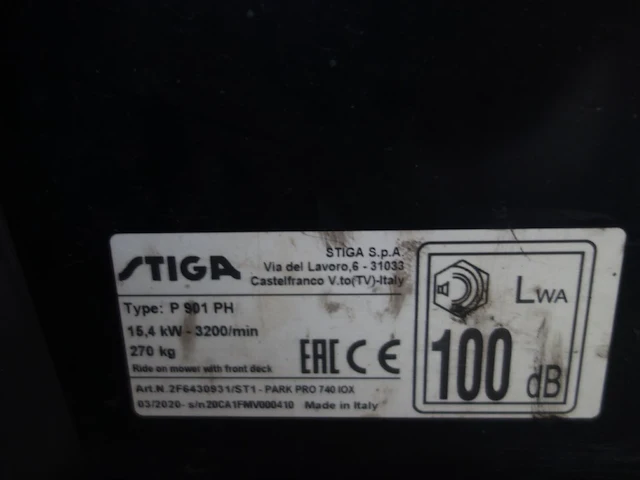 STIGA
STIGA S.p.A.
Via del Lavoro,6 - 31033
Castelfranco V.to(TV)-Italy
Type: P 901 PH
15,4 kW - 3200/min
270 kg
Ride on mower with front deck
EAC CE
Art.N. 2F6430931/ST1 - PARK PRO 740 IOX
03/2020- s/n 20CA1FMV000410 Made in Italy
LWA
100 dB